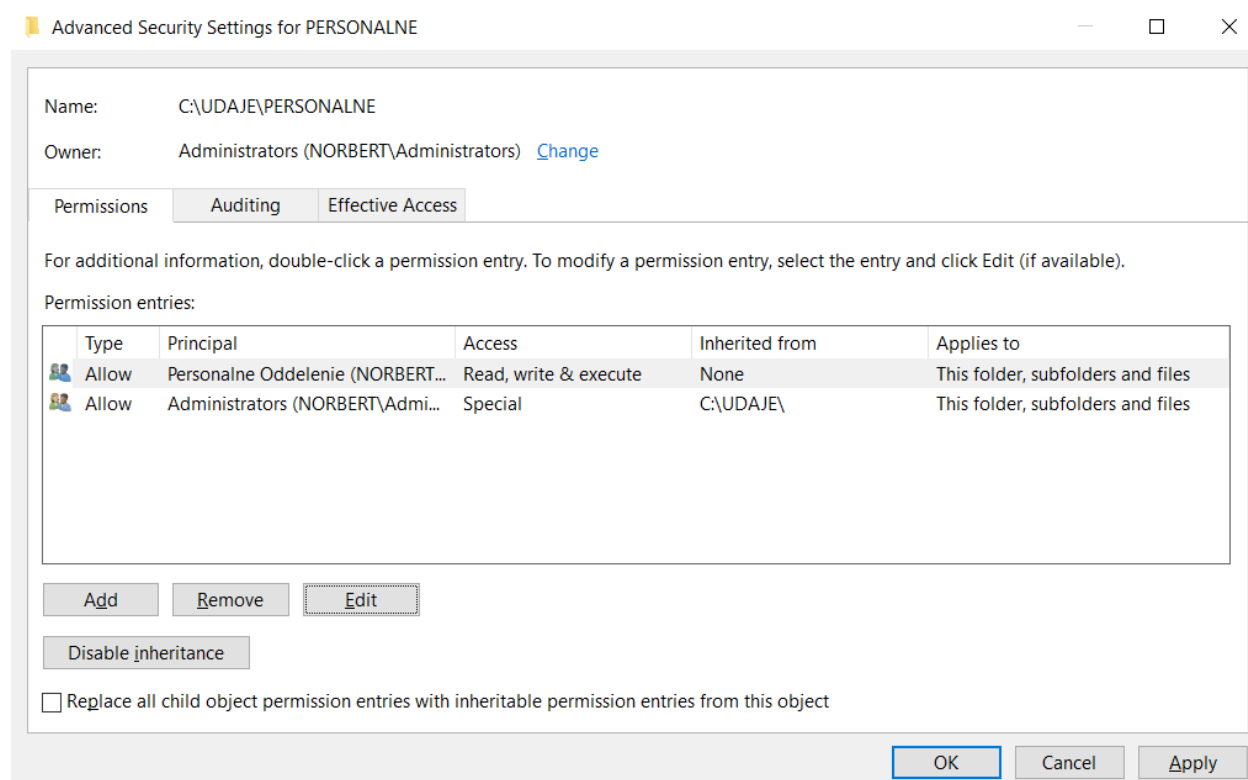 Advanced Security Settings for PERSONALNE
Name: C:\UDAJE\PERSONALNE
Owner: Administrators (NORBERT\Administrators) Change
Permissions Auditing Effective Access
For additional information, double-click a permission entry. To modify a permission entry, select the entry and click Edit (if available).
Permission entries:
Type Principal Access Inherited from Applies to
Allow Personalne Oddelenie (NORBERT... Read, write & execute None This folder, subfolders and files
Allow Administrators (NORBERT\Admi... Special C:\UDAJE\ This folder, subfolders and files
Add Remove Edit
Disable inheritance
Replace all child object permission entries with inheritable permission entries from this object
OK Cancel Apply